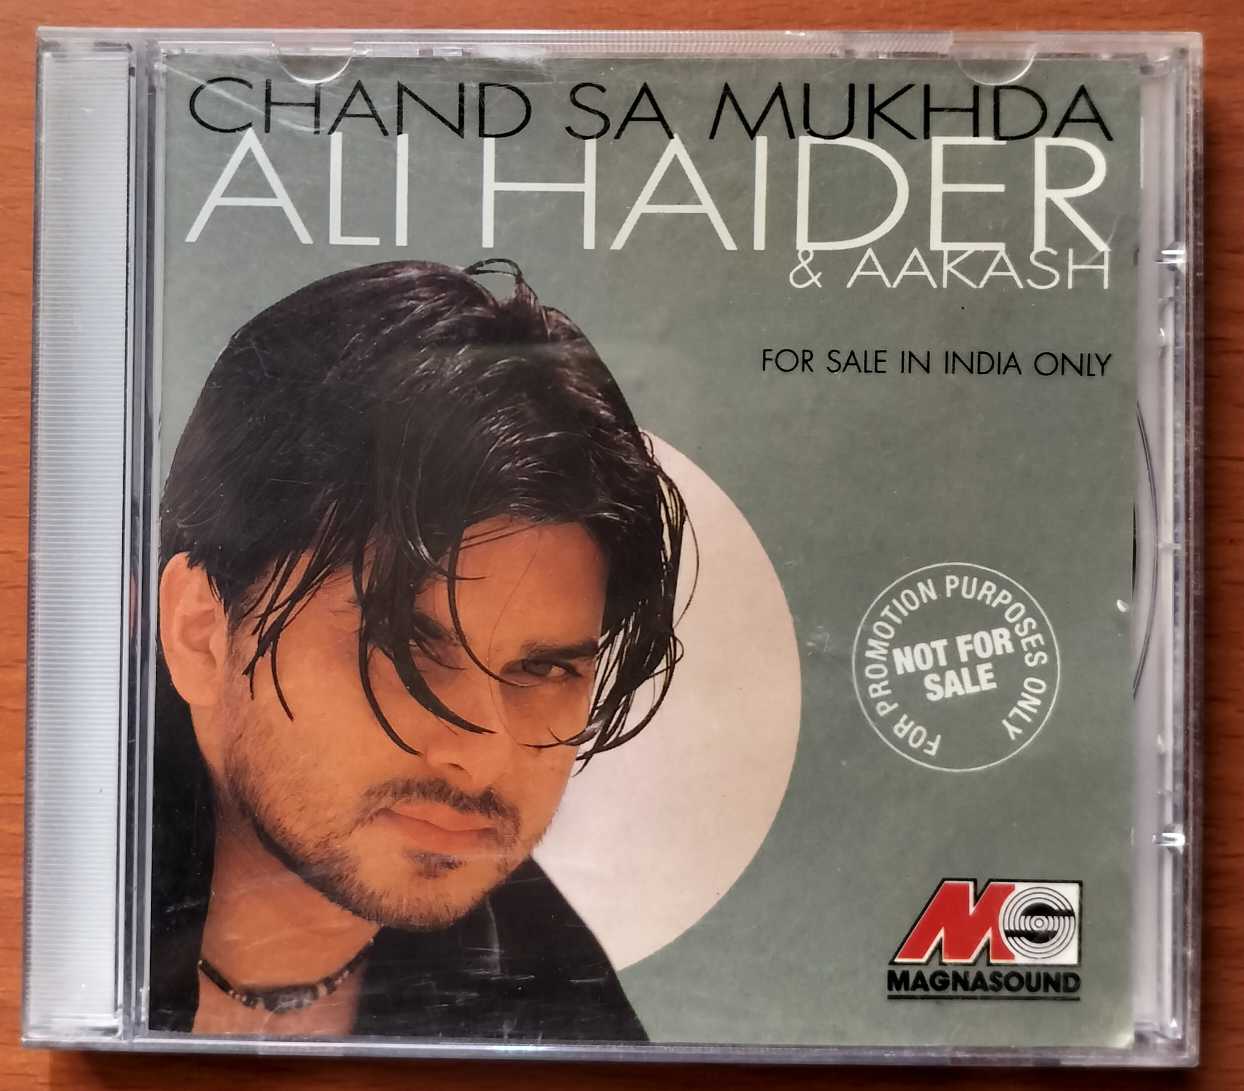 CHAND SA MUKHDA
ALI HAIDER
& AAKASH
FOR SALE IN INDIA ONLY
FOR PROMOTION PURPOSES ONLY
NOT FOR
SALE
MAGNASOUND